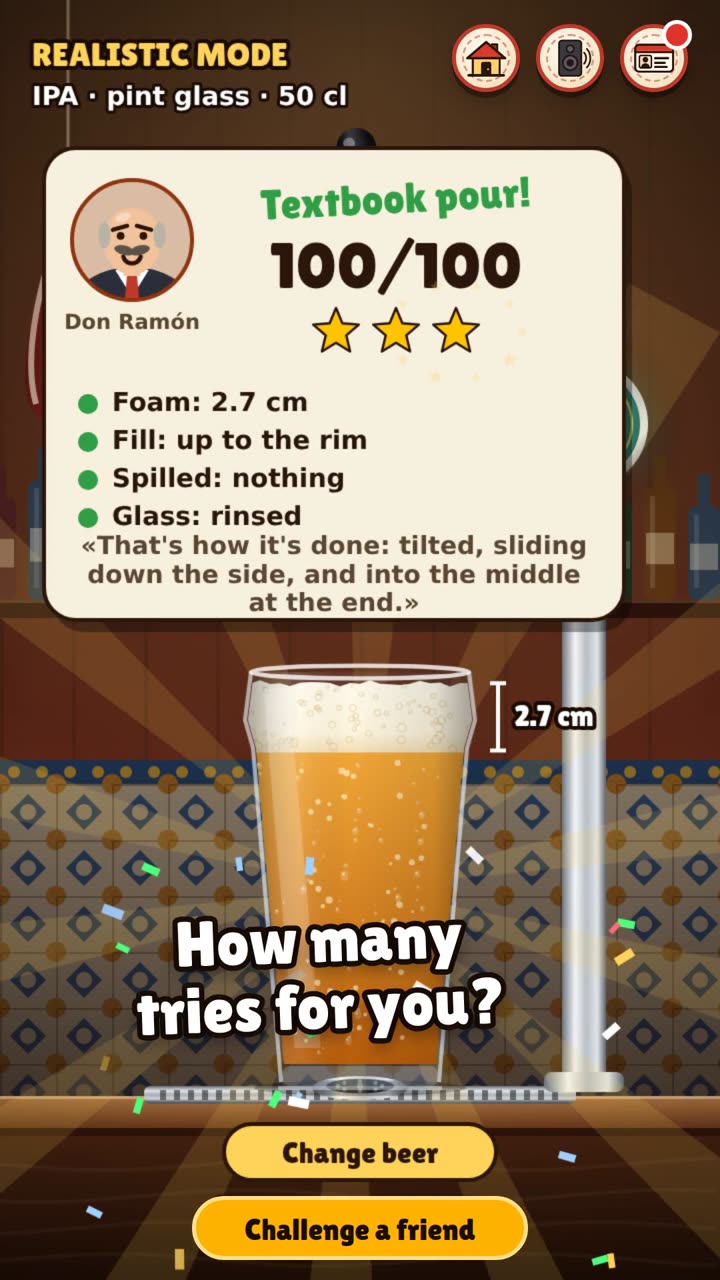 REALISTIC MODE
IPA · pint glass · 50 cl
Textbook pour!
100/100
Don Ramón
Foam: 2.7 cm
Fill: up to the rim
Spilled: nothing
Glass: rinsed
«That's how it's done: tilted, sliding
down the side, and into the middle
at the end.»
2.7 cm
How many
tries for you?
Change beer
Challenge a friend